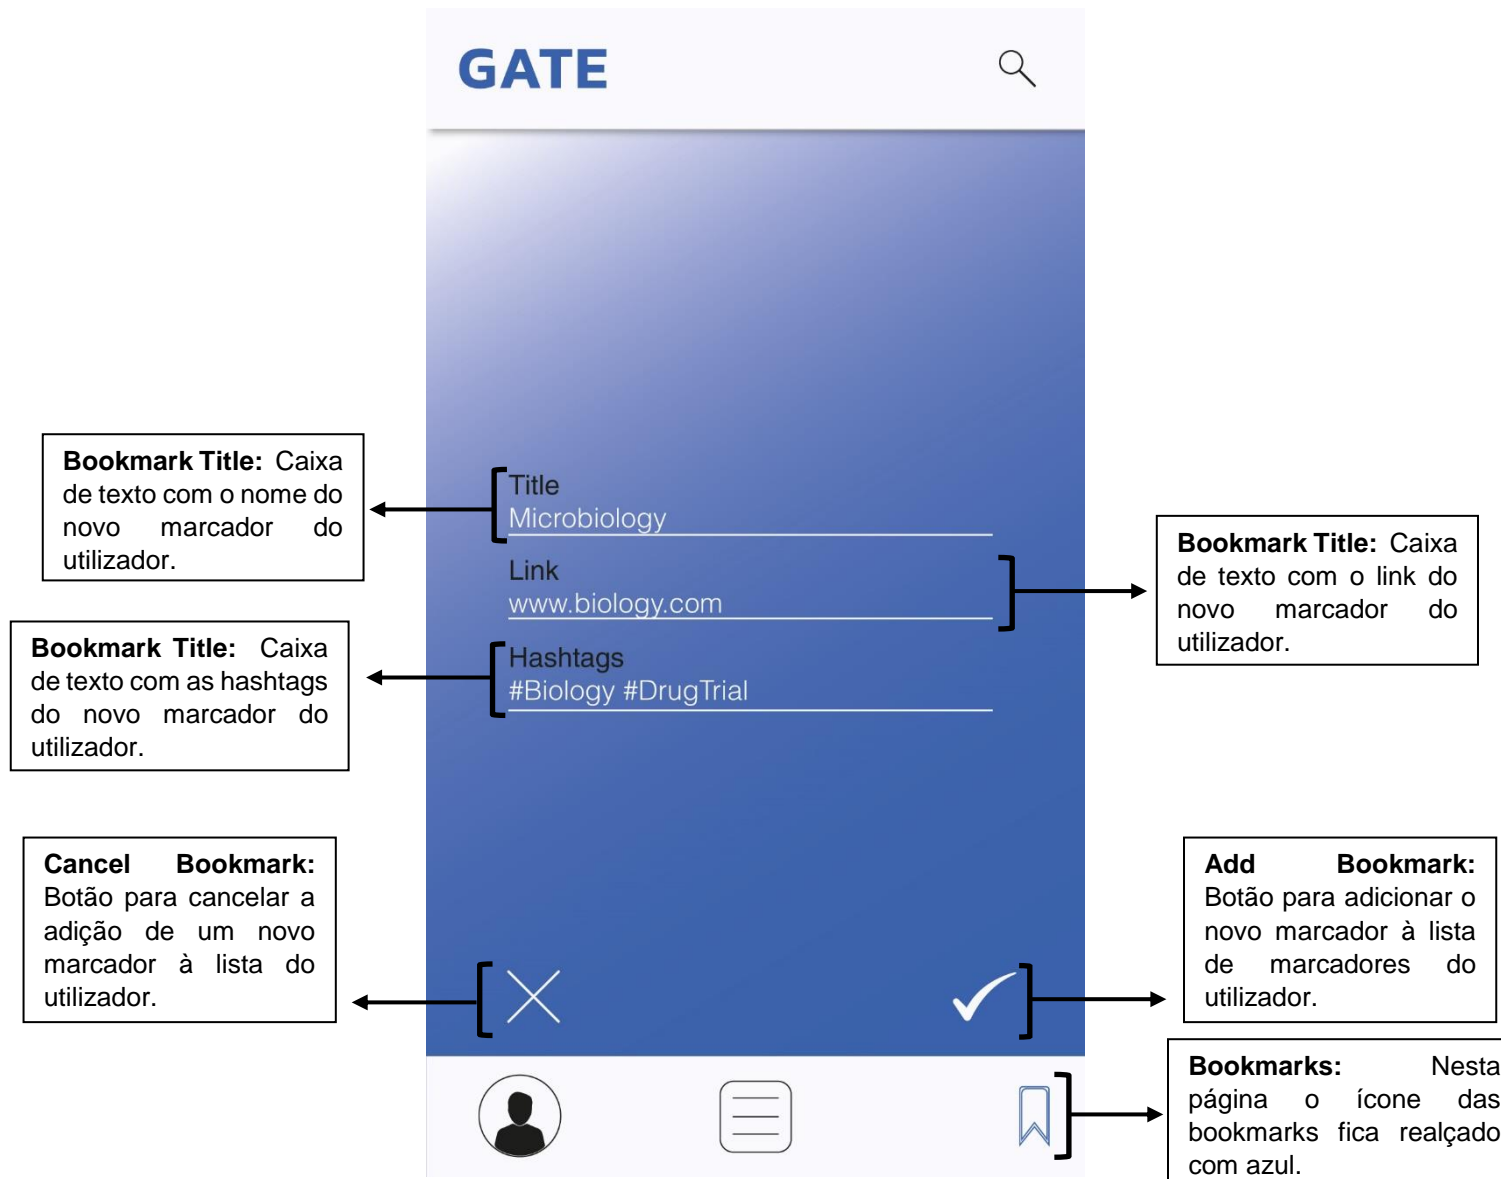 GATE
Bookmark Title: Caixa
de texto com o nome do
novo marcador do
utilizador.
Title
Microbiology
Link
www.biology.com
Hashtags
#Biology #DrugTrial
Bookmark Title: Caixa
de texto com o link do
novo marcador do
utilizador.
Bookmark Title: Caixa
de texto com as hashtags
do novo marcador do
utilizador.
Cancel Bookmark:
Botão para cancelar a
adição de um novo
marcador à lista do
utilizador.
Add Bookmark:
Botão para adicionar o
novo marcador à lista
de marcadores do
utilizador.
Bookmarks: Nesta
página o ícone das
bookmarks fica realçado
com azul.